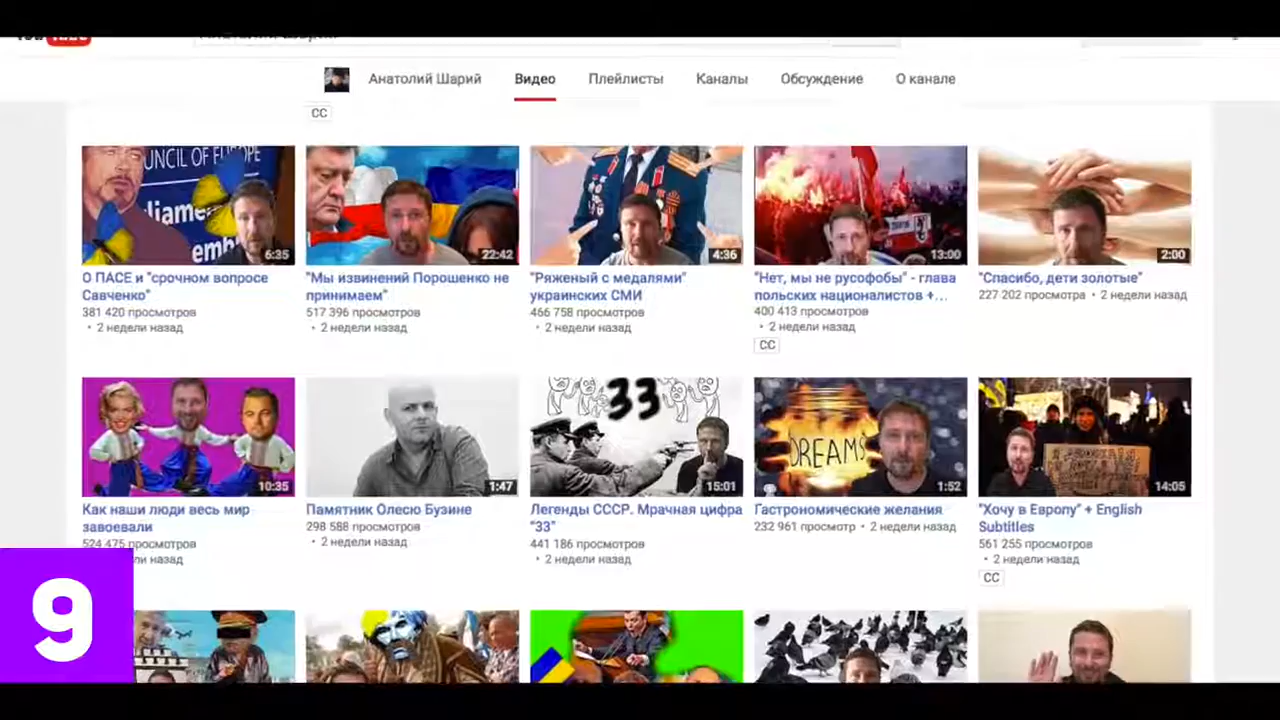 Анатолий Шарий Видео Плейлисты Каналы Обсуждение О канале
CC
UNCIL OF EUROPE
6:35
22:42
4:36
13:00
2:00
О ПАСЕ и "срочном вопросе
Савченко"
381 420 просмотров
• 2 недели назад
"Мы извинений Порошенко не
принимаем"
517 396 просмотров
• 2 недели назад
"Ряженый с медалями"
украинских СМИ
466 758 просмотров
• 2 недели назад
"Нет, мы не русофобы" - глава
польских националистов +...
400 413 просмотров
• 2 недели назад
CC
"Спасибо, дети золотые"
227 202 просмотра • 2 недели назад
10:35
1:47
33
15:01
DREAMS
1:52
14:05
Как наши люди весь мир
завоевали
524 475 просмотров
недели назад
Памятник Олесю Бузине
298 588 просмотров
• 2 недели назад
Легенды СССР. Мрачная цифра
"33"
441 186 просмотров
• 2 недели назад
Гастрономические желания
232 961 просмотр • 2 недели назад
"Хочу в Европу" + English
Subtitles
561 255 просмотров
• 2 недели назад
CC
9